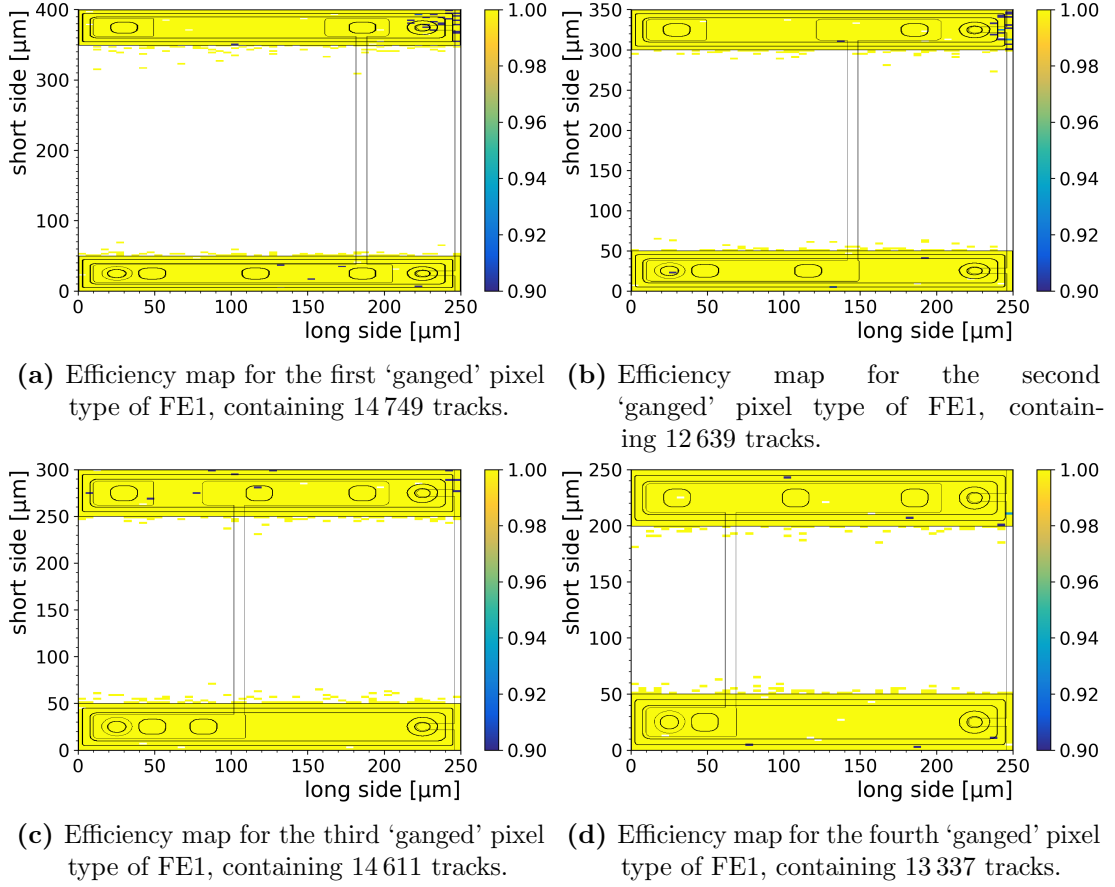 400
350
300
200
100
50
0
short side [µm]
0 50 100 150 200 250
long side [µm]
1.00
0.98
0.96
0.94
0.92
0.90
350
300
250
200
150
100
50
0
short side [µm]
0 50 100 150 200 250
long side [µm]
1.00
0.98
0.96
0.94
0.92
0.90
(a) Efficiency map for the first ‘ganged’ pixel
type of FE1, containing 14 749 tracks.
(b) Efficiency map for the second
‘ganged’ pixel type of FE1, contain-
ing 12 639 tracks.
300
250
200
150
100
50
0
short side [µm]
0 50 100 150 200 250
long side [µm]
1.00
0.98
0.96
0.94
0.92
0.90
250
200
150
100
50
0
short side [µm]
0 50 100 150 200 250
long side [µm]
1.00
0.98
0.96
0.94
0.92
0.90
(c) Efficiency map for the third ‘ganged’ pixel
type of FE1, containing 14 611 tracks.
(d) Efficiency map for the fourth ‘ganged’ pixel
type of FE1, containing 13 337 tracks.